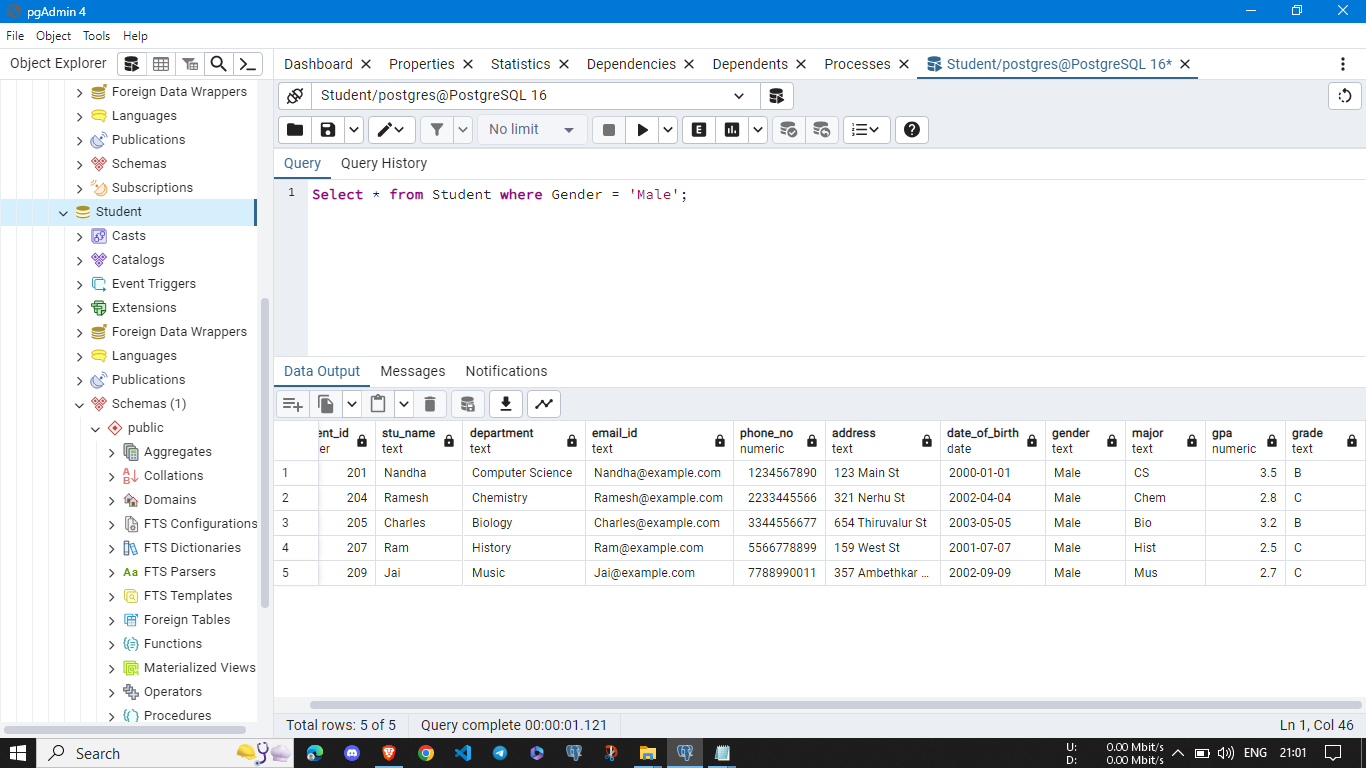 pgAdmin 4
File Object Tools Help
Object Explorer
Dashboard Properties Statistics Dependencies Dependents Processes Student/postgres@PostgreSQL 16*
Foreign Data Wrappers
Languages
Publications
Schemas
Subscriptions
Student
Casts
Catalogs
Event Triggers
Extensions
Foreign Data Wrappers
Languages
Publications
Schemas (1)
public
Aggregates
Collations
Domains
FTS Configurations
FTS Dictionaries
Aa FTS Parsers
FTS Templates
Foreign Tables
Functions
Materialized Views
Operators
Procedures
Student/postgres@PostgreSQL 16
No limit E
Query Query History
1 Select * from Student where Gender = 'Male';
Data Output Messages Notifications
ent_id stu_name department email_id phone_no address date_of_birth gender major gpa grade
er text text text numeric text date text text numeric text
1 201 Nandha Computer Science Nandha@example.com 1234567890 123 Main St 2000-01-01 Male CS 3.5 B
2 204 Ramesh Chemistry Ramesh@example.com 2233445566 321 Nerhu St 2002-04-04 Male Chem 2.8 C
3 205 Charles Biology Charles@example.com 3344556677 654 Thiruvalur St 2003-05-05 Male Bio 3.2 B
4 207 Ram History Ram@example.com 5566778899 159 West St 2001-07-07 Male Hist 2.5 C
5 209 Jai Music Jai@example.com 7788990011 357 Ambethkar ... 2002-09-09 Male Mus 2.7 C
Total rows: 5 of 5 Query complete 00:00:01.121 Ln 1, Col 46
Search
U: 0.00 Mbit/s
D: 0.00 Mbit/s
ENG 21:01